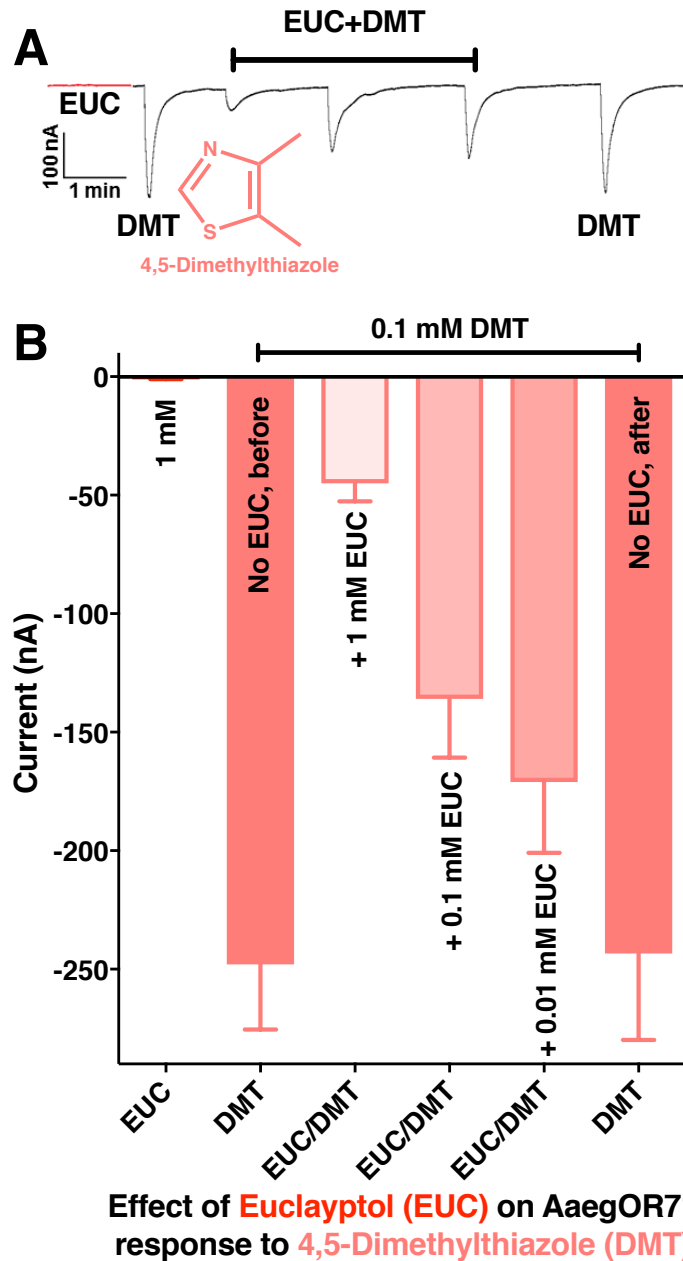 A
EUC+DMT
EUC
100 nA
1 min
DMT
N
S
4,5-Dimethylthiazole
DMT
B
0.1 mM DMT
0
-50
-100
-150
-200
-250
Current (nA)
1 mM
No EUC, before
+ 1 mM EUC
+ 0.1 mM EUC
+ 0.01 mM EUC
No EUC, after
EUC
DMT
EUC/DMT
EUC/DMT
EUC/DMT
DMT
Effect of Euclayptol (EUC) on AaegOR7
response to 4,5-Dimethylthiazole (DMT)